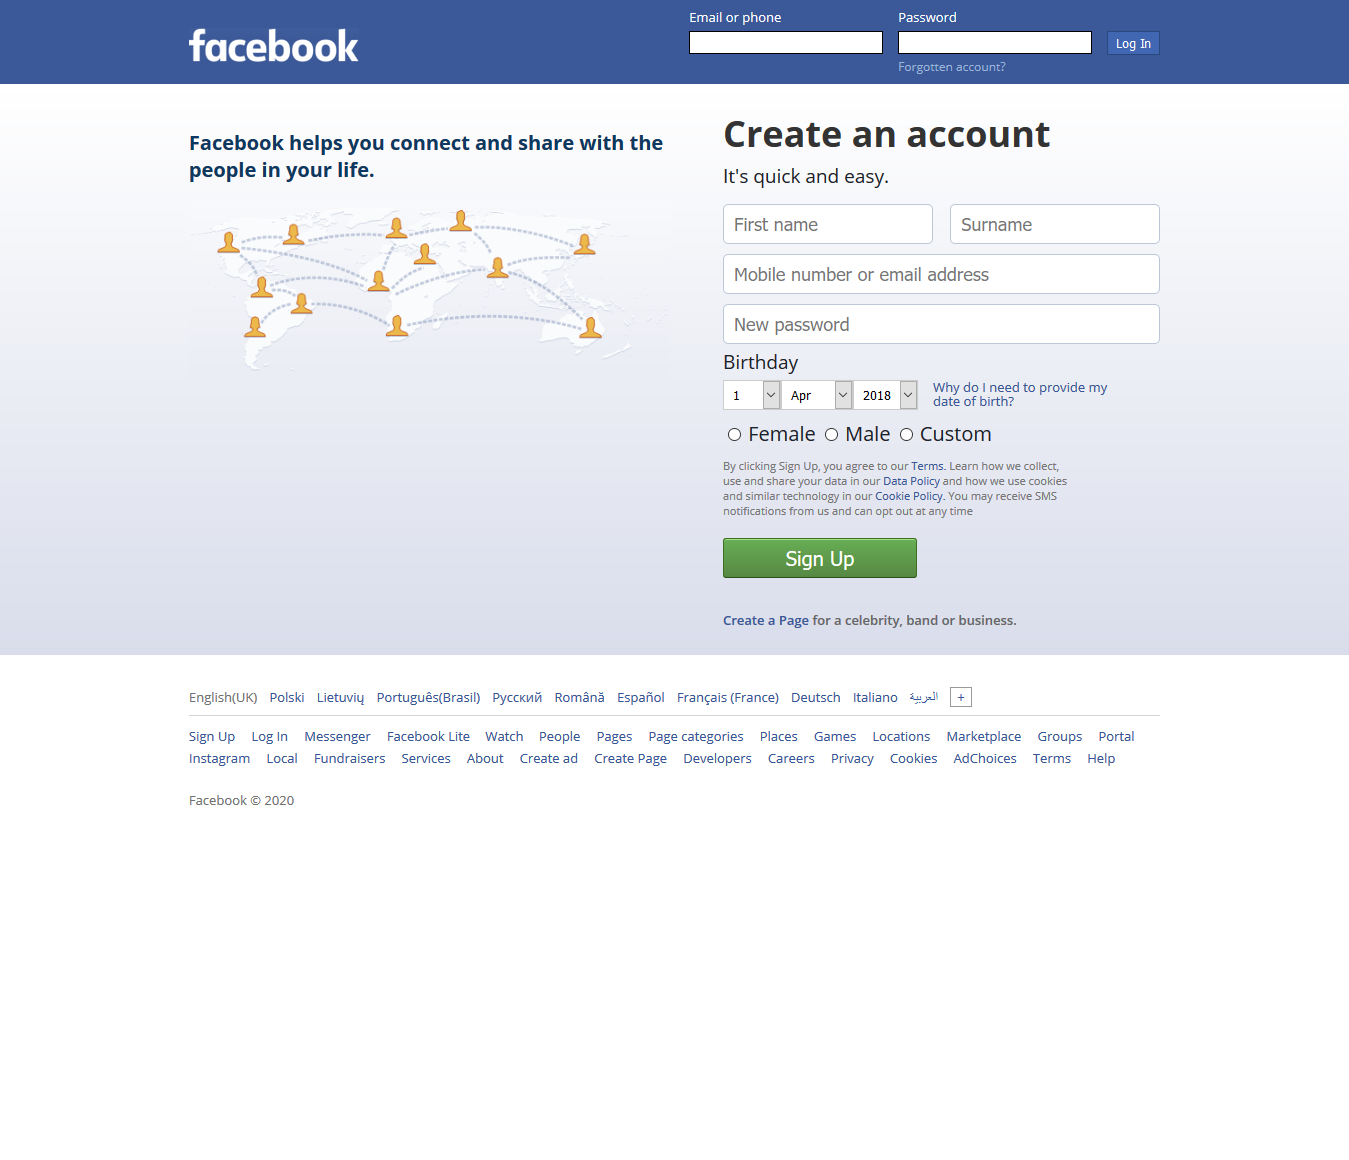 facebook
Email or phone
Password
Log In
Forgotten account?
Facebook helps you connect and share with the
people in your life.
Create an account
It's quick and easy.
First name
Surname
Mobile number or email address
New password
Birthday
1 Apr 2018
Why do I need to provide my
date of birth?
Female Male Custom
By clicking Sign Up, you agree to our Terms. Learn how we collect,
use and share your data in our Data Policy and how we use cookies
and similar technology in our Cookie Policy. You may receive SMS
notifications from us and can opt out at any time
Sign Up
Create a Page for a celebrity, band or business.
English(UK) Polski Lietuvių Português(Brasil) Русский Română Español Français (France) Deutsch Italiano العربية +
Sign Up Log In Messenger Facebook Lite Watch People Pages Page categories Places Games Locations Marketplace Groups Portal
Instagram Local Fundraisers Services About Create ad Create Page Developers Careers Privacy Cookies AdChoices Terms Help
Facebook © 2020